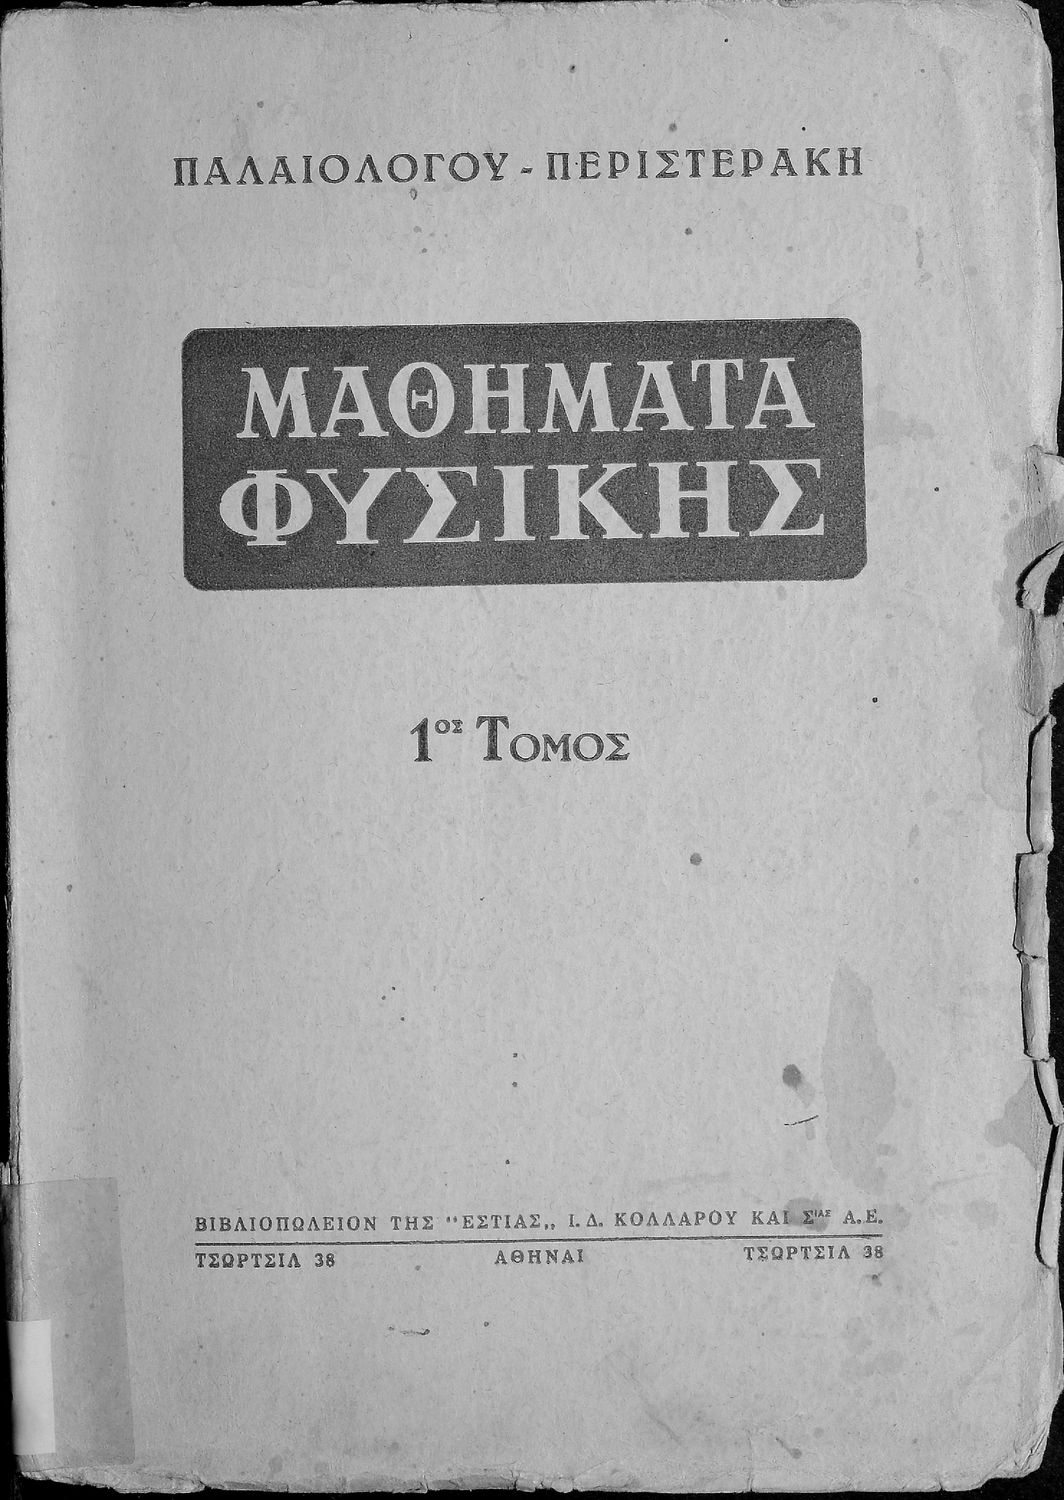 ΠΑΛΑΙΟΛΟΓΟΥ - ΠΕΡΙΣΤΕΡΑΚΗ
ΜΑΘΗΜΑΤΑ
ΦΥΣΙΚΗΣ
1ος ΤΟΜΟΣ
ΒΙΒΛΙΟΠΩΛΕΙΟΝ ΤΗΣ "ΕΣΤΙΑΣ,, Ι. Δ. ΚΟΛΛΑΡΟΥ ΚΑΙ ΣΙΑΣ Α.Ε.
ΤΣΩΡΤΣΙΛ 38 ΑΘΗΝΑΙ ΤΣΩΡΤΣΙΛ 38